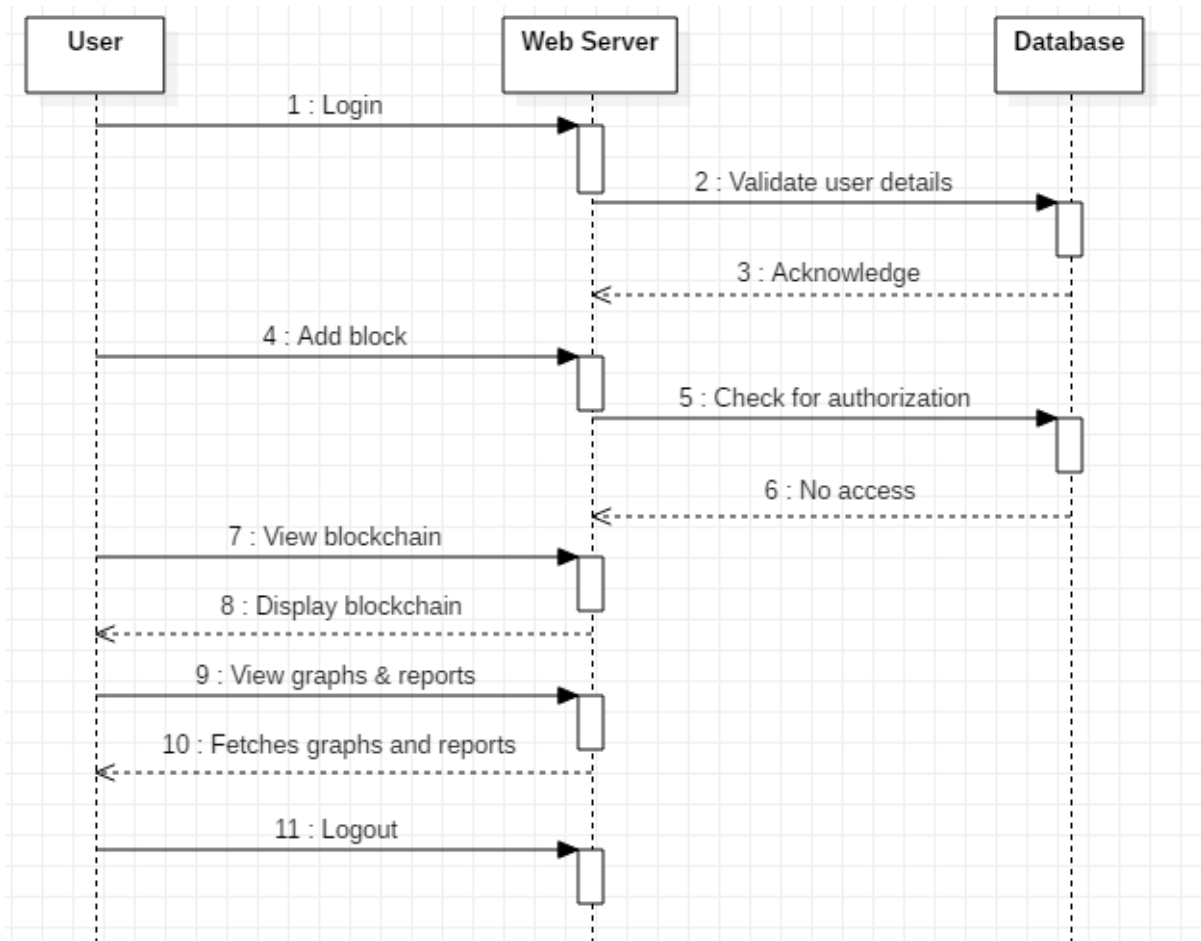 User
Web Server
Database
1 : Login
2 : Validate user details
3 : Acknowledge
4 : Add block
5 : Check for authorization
6 : No access
7 : View blockchain
8 : Display blockchain
9 : View graphs & reports
10 : Fetches graphs and reports
11 : Logout